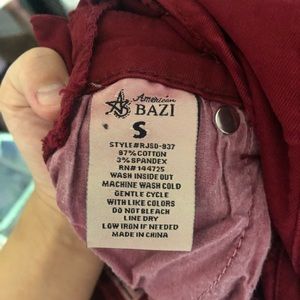 American
BAZI
S
STYLE#RJSD-937
97% COTTON
3% SPANDEX
RN# 144725
WASH INSIDE OUT
MACHINE WASH COLD
GENTLE CYCLE
WITH LIKE COLORS
DO NOT BLEACH
LINE DRY
LOW IRON IF NEEDED
MADE IN CHINA